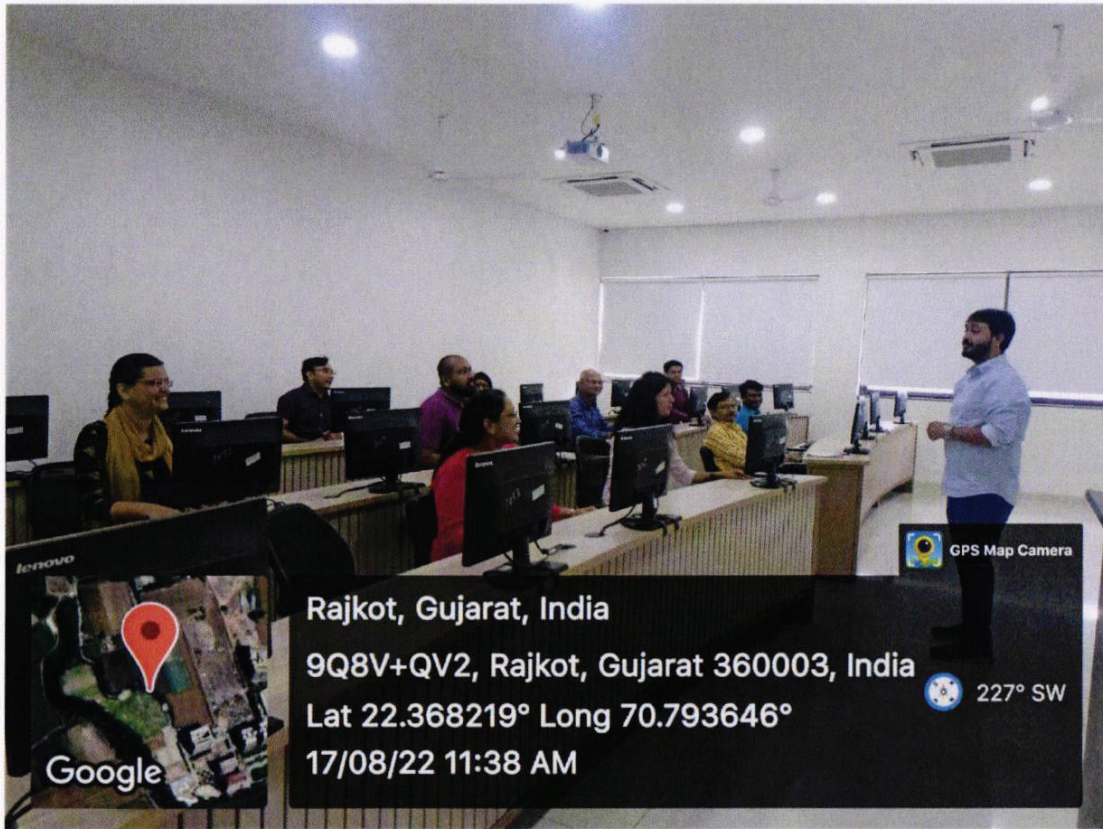 lenovo
GPS Map Camera
Rajkot, Gujarat, India
9Q8V+QV2, Rajkot, Gujarat 360003, India
Lat 22.368219° Long 70.793646°
17/08/22 11:38 AM
227° SW
Google